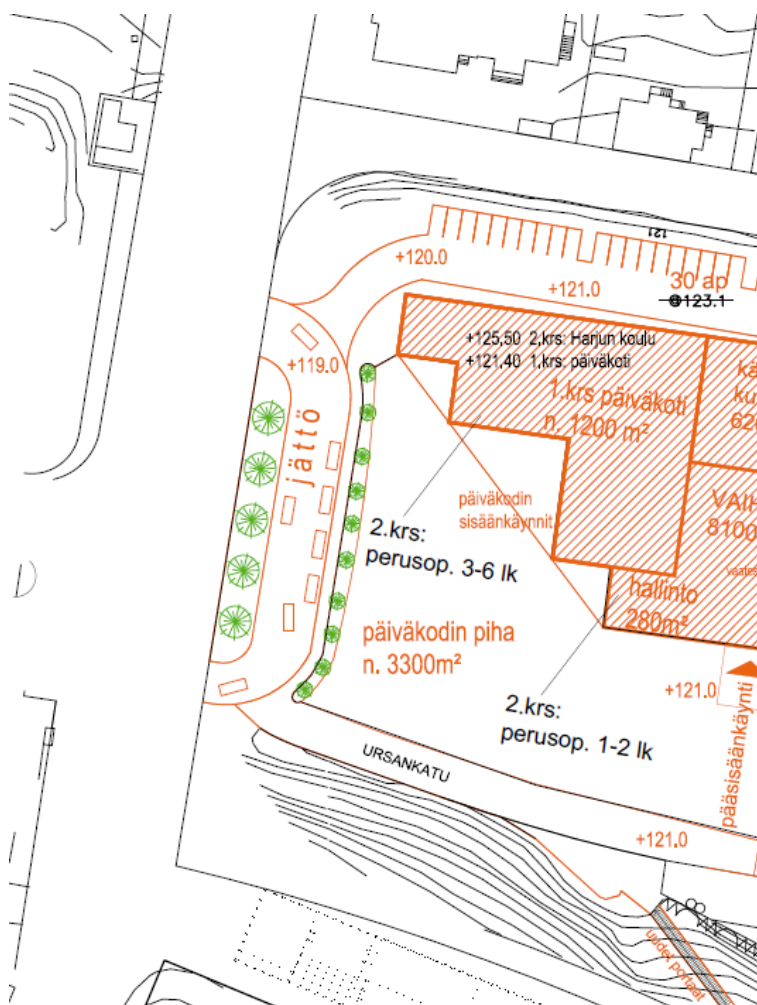 121
+120.0
+121.0
30 ap
@123.1
+119.0
+125,50 2.krs: Harjun koulu
+121,40 1.krs: päiväkoti
1.krs päiväkoti
n. 1200 m²
jättö
päiväkodin
sisäänkäynnit
2.krs:
perusop. 3-6 lk
8100
hallinto
280m²
päiväkodin piha
n. 3300m²
+121.0
2.krs:
perusop. 1-2 lk
pääsisäänkäynti
URSANKATU
+121.0
uudet portaat